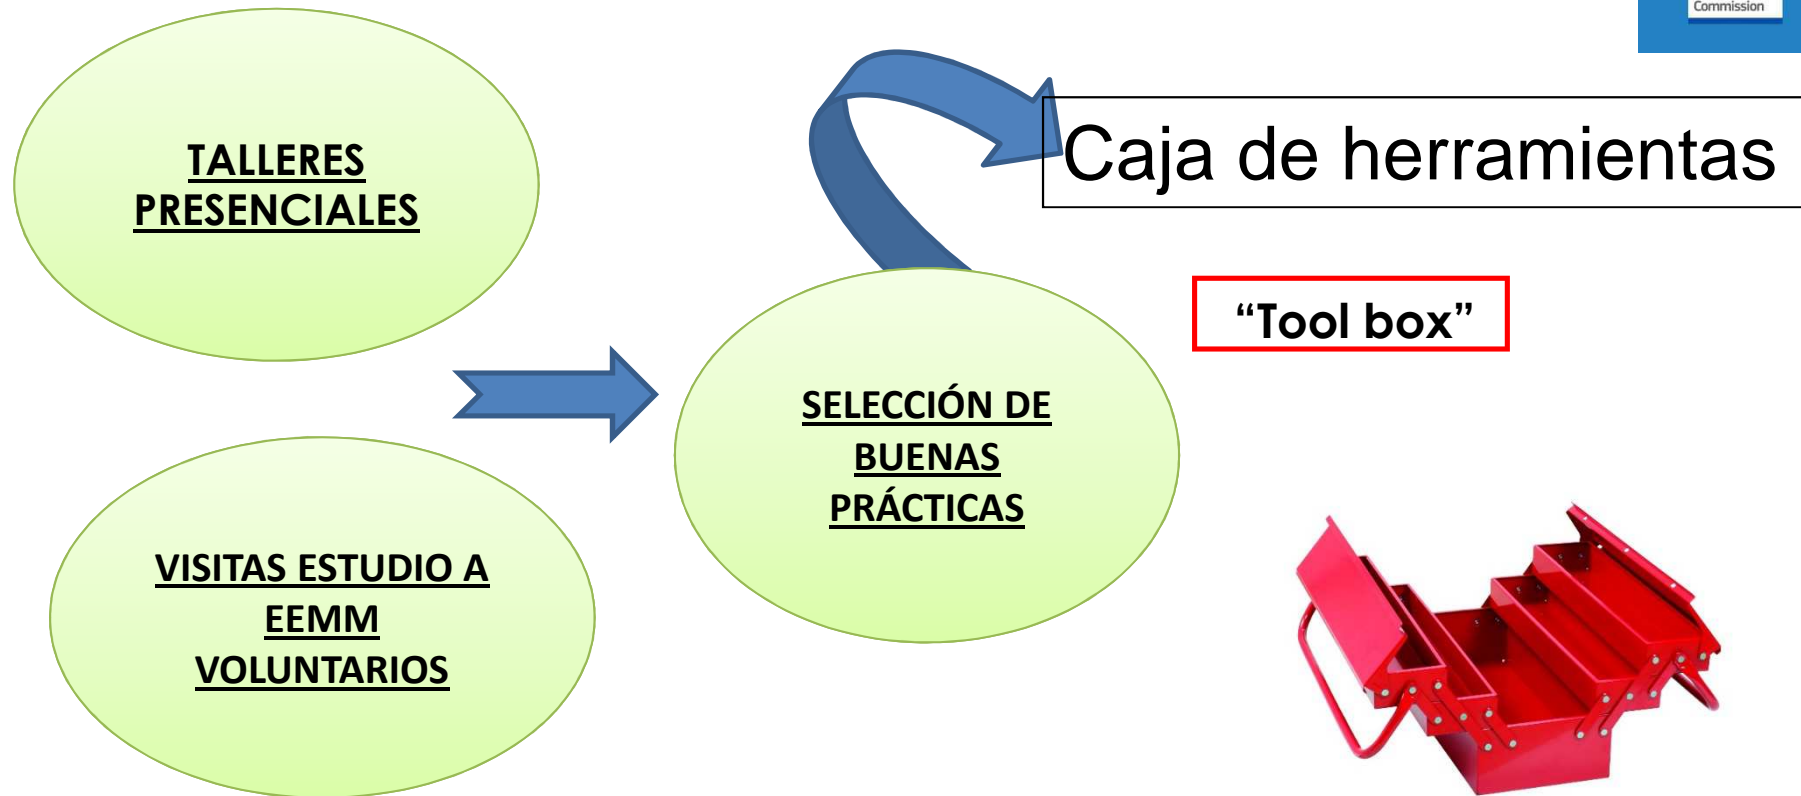 Commission
TALLERES
PRESENCIALES
Caja de herramientas
“Tool box”
SELECCIÓN DE
BUENAS
PRÁCTICAS
VISITAS ESTUDIO A
EEMM
VOLUNTARIOS